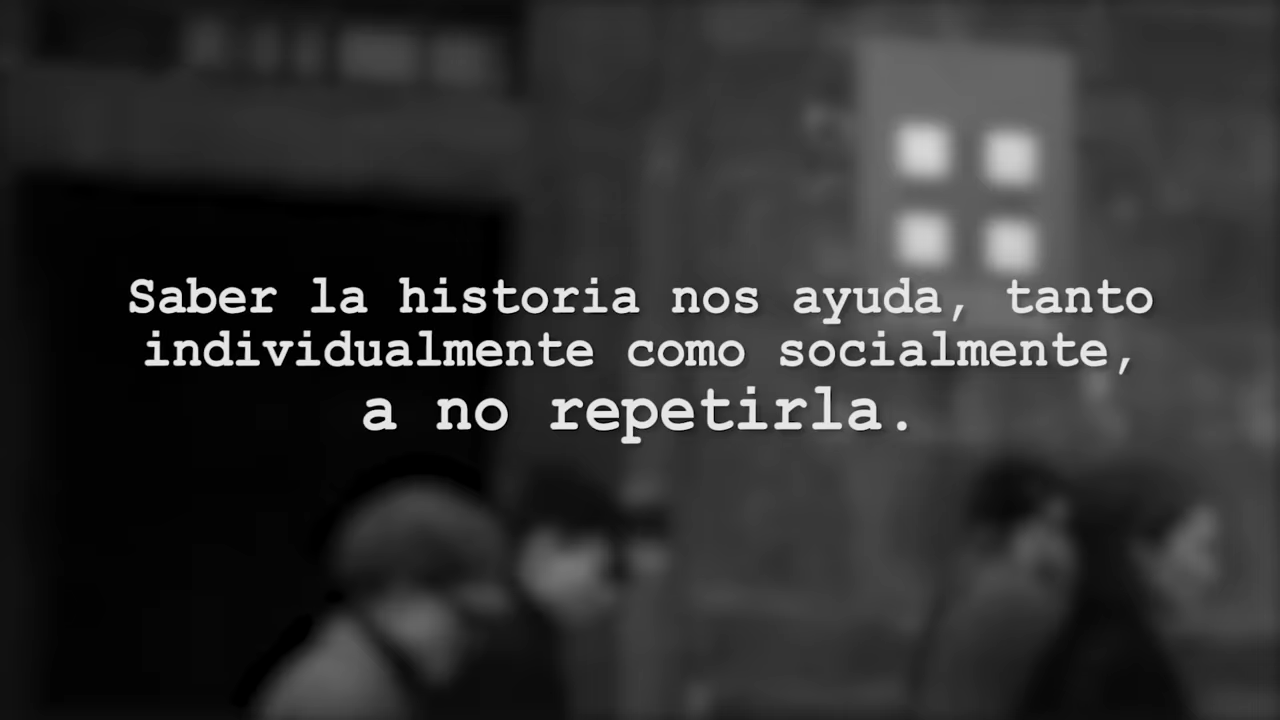 Saber la historia nos ayuda, tanto
individualmente como socialmente,
a no repetirla.